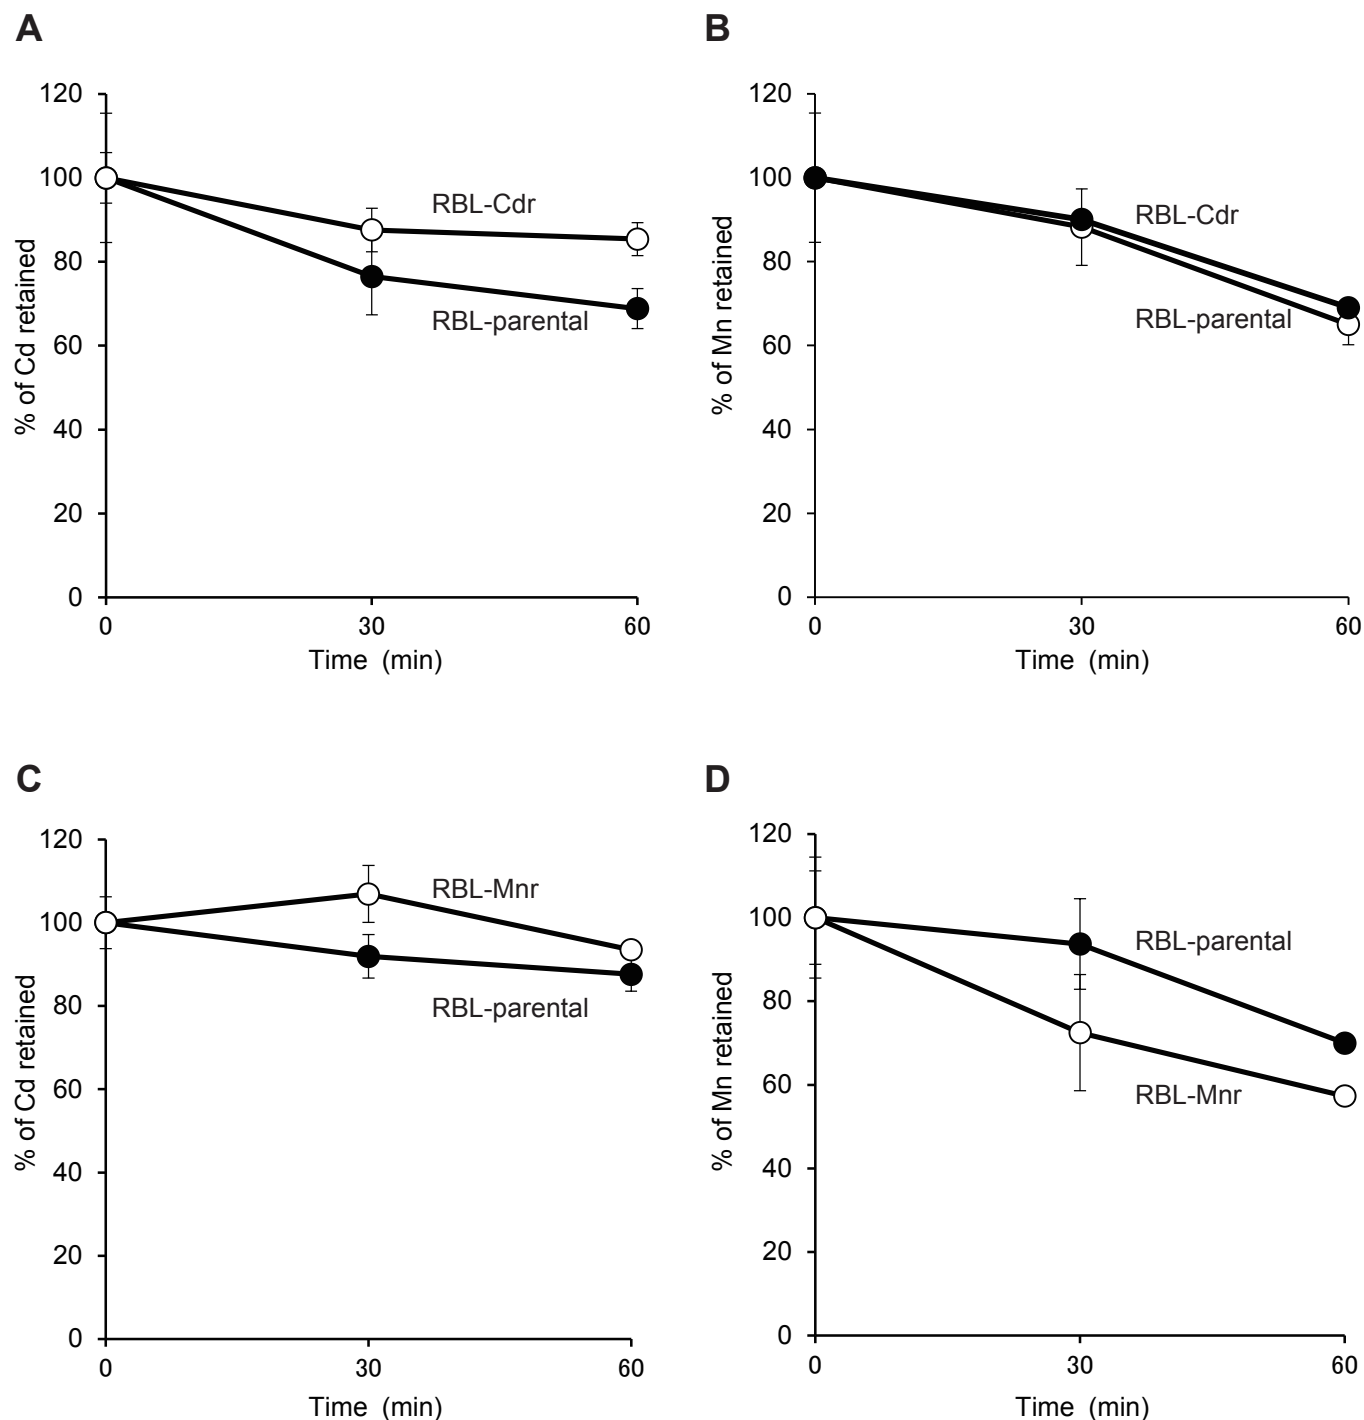 A
120
100
80
60
40
20
0
% of Cd retained
RBL-Cdr
RBL-parental
0 30 60
Time (min)
B
120
100
80
60
40
20
0
% of Mn retained
RBL-Cdr
RBL-parental
0 30 60
Time (min)
C
120
100
80
60
40
20
0
% of Cd retained
RBL-Mnr
RBL-parental
0 30 60
Time (min)
D
120
100
80
60
40
20
0
% of Mn retained
RBL-parental
RBL-Mnr
0 30 60
Time (min)